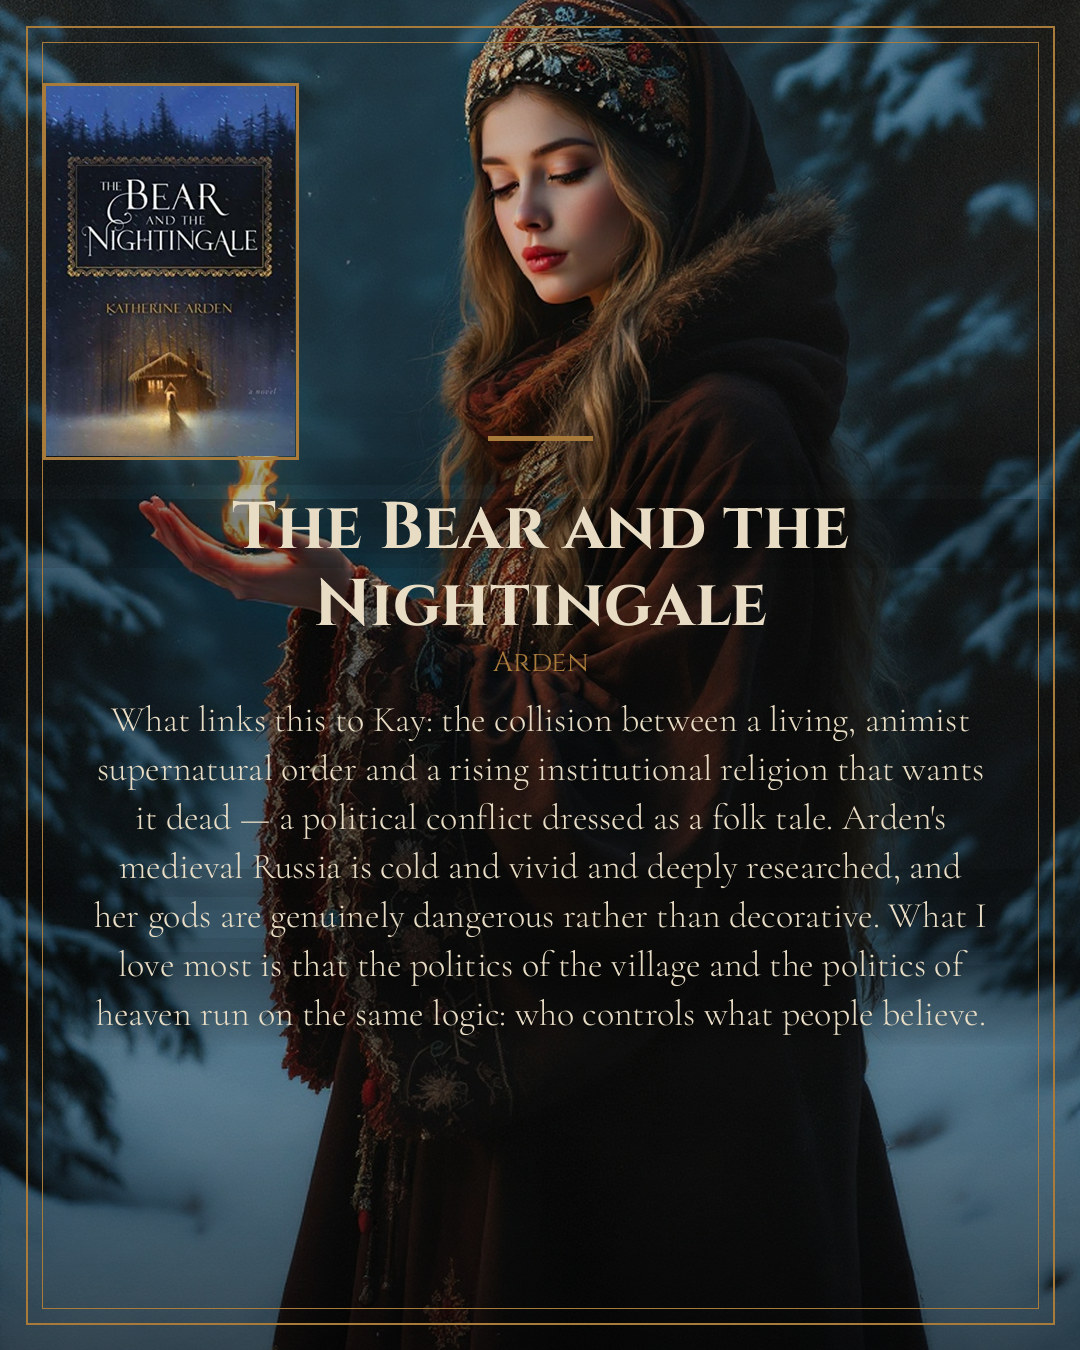 THE BEAR
AND THE
NIGHTINGALE
KATHERINE ARDEN
a novel
THE BEAR AND THE
NIGHTINGALE
ARDEN
What links this to Kay: the collision between a living, animist
supernatural order and a rising institutional religion that wants
it dead — a political conflict dressed as a folk tale. Arden's
medieval Russia is cold and vivid and deeply researched, and
her gods are genuinely dangerous rather than decorative. What I
love most is that the politics of the village and the politics of
heaven run on the same logic: who controls what people believe.